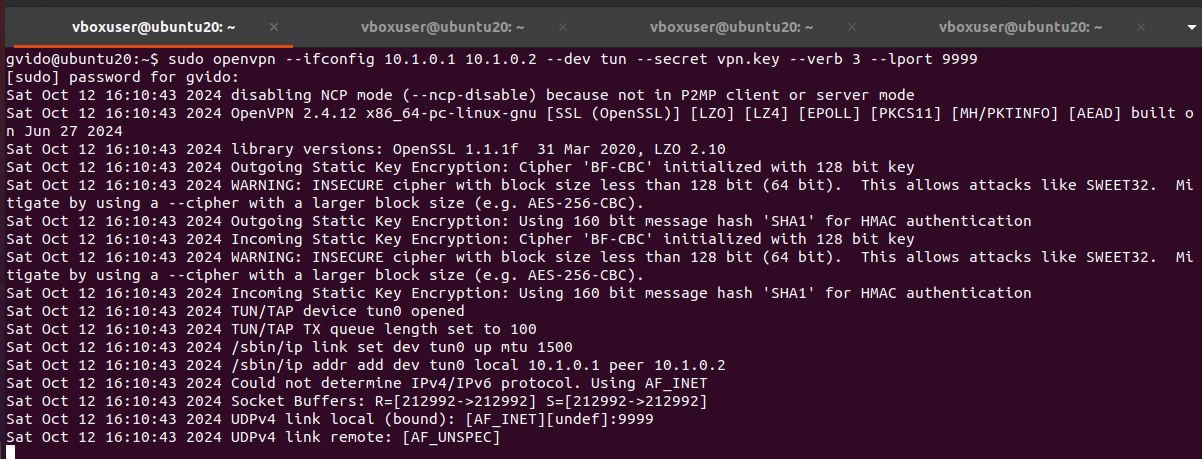 vboxuser@ubuntu20: ~ × vboxuser@ubuntu20: ~ × vboxuser@ubuntu20: ~ × vboxuser@ubuntu20: ~ ×
gvido@ubuntu20:~$ sudo openvpn --ifconfig 10.1.0.1 10.1.0.2 --dev tun --secret vpn.key --verb 3 --lport 9999
[sudo] password for gvido:
Sat Oct 12 16:10:43 2024 disabling NCP mode (--ncp-disable) because not in P2MP client or server mode
Sat Oct 12 16:10:43 2024 OpenVPN 2.4.12 x86_64-pc-linux-gnu [SSL (OpenSSL)] [LZO] [LZ4] [EPOLL] [PKCS11] [MH/PKTINFO] [AEAD] built o
n Jun 27 2024
Sat Oct 12 16:10:43 2024 library versions: OpenSSL 1.1.1f  31 Mar 2020, LZO 2.10
Sat Oct 12 16:10:43 2024 Outgoing Static Key Encryption: Cipher 'BF-CBC' initialized with 128 bit key
Sat Oct 12 16:10:43 2024 WARNING: INSECURE cipher with block size less than 128 bit (64 bit).  This allows attacks like SWEET32.  Mi
tigate by using a --cipher with a larger block size (e.g. AES-256-CBC).
Sat Oct 12 16:10:43 2024 Outgoing Static Key Encryption: Using 160 bit message hash 'SHA1' for HMAC authentication
Sat Oct 12 16:10:43 2024 Incoming Static Key Encryption: Cipher 'BF-CBC' initialized with 128 bit key
Sat Oct 12 16:10:43 2024 WARNING: INSECURE cipher with block size less than 128 bit (64 bit).  This allows attacks like SWEET32.  Mi
tigate by using a --cipher with a larger block size (e.g. AES-256-CBC).
Sat Oct 12 16:10:43 2024 Incoming Static Key Encryption: Using 160 bit message hash 'SHA1' for HMAC authentication
Sat Oct 12 16:10:43 2024 TUN/TAP device tun0 opened
Sat Oct 12 16:10:43 2024 TUN/TAP TX queue length set to 100
Sat Oct 12 16:10:43 2024 /sbin/ip link set dev tun0 up mtu 1500
Sat Oct 12 16:10:43 2024 /sbin/ip addr add dev tun0 local 10.1.0.1 peer 10.1.0.2
Sat Oct 12 16:10:43 2024 Could not determine IPv4/IPv6 protocol. Using AF_INET
Sat Oct 12 16:10:43 2024 Socket Buffers: R=[212992->212992] S=[212992->212992]
Sat Oct 12 16:10:43 2024 UDPv4 link local (bound): [AF_INET][undef]:9999
Sat Oct 12 16:10:43 2024 UDPv4 link remote: [AF_UNSPEC]